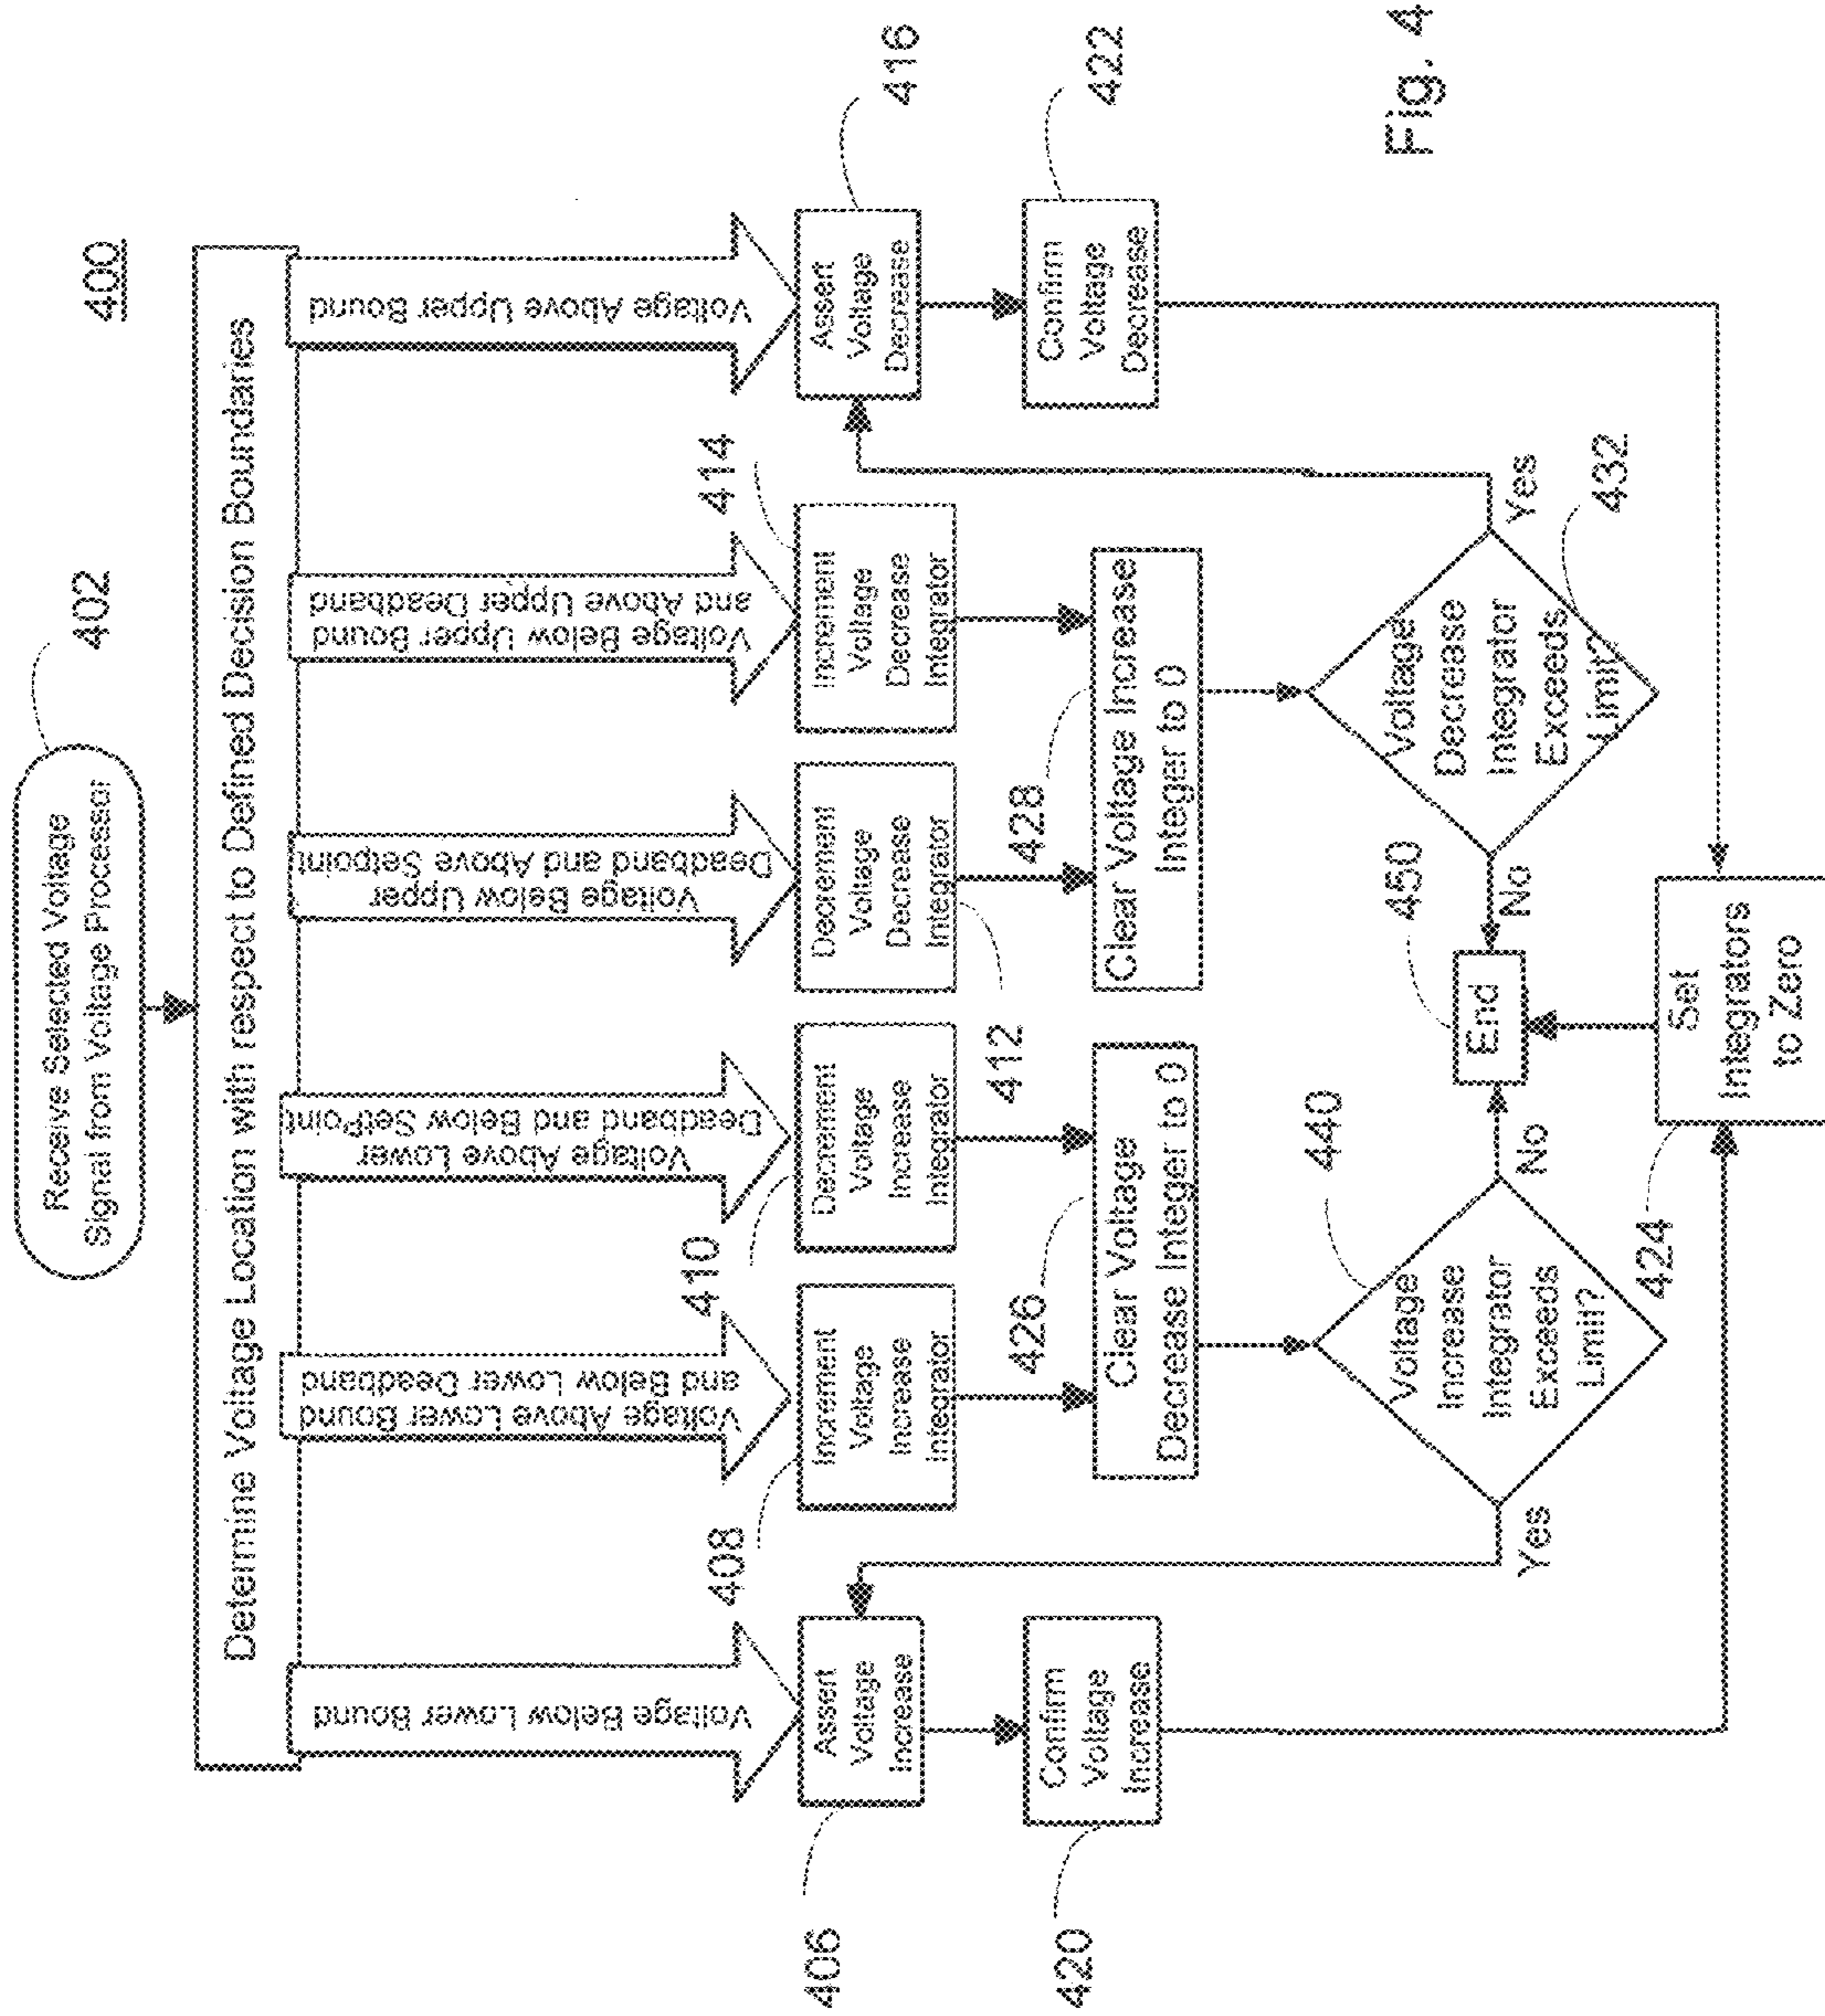 400
402
Receive Selected Voltage
Signal from Voltage Processor
Determine Voltage Location with respect to Defined Decision Boundaries
Voltage Below Lower Bound
Voltage Above Lower Bound
and Below Lower Deadband
Voltage Above Lower
Deadband and Below SetPoint
Voltage Below Upper
Deadband and Above Setpoint
Voltage Below Upper Bound
and Above Upper Deadband
Voltage Above Upper Bound
406
Assert
Voltage
Increase
408
Increment
Voltage
Increase
Integrator
410
Decrement
Voltage
Increase
Integrator
412
Decrement
Voltage
Decrease
Integrator
414
Increment
Voltage
Decrease
Integrator
416
Assert
Voltage
Decrease
420
Confirm
Voltage
Increase
426
Clear Voltage
Decrease Integer to 0
428
Clear Voltage Increase
Integer to 0
422
Confirm
Voltage
Decrease
440
Voltage
Increase
Integrator
Exceeds
Limit?
Yes
No
450
End
432
Voltage
Decrease
Integrator
Exceeds
Limit?
No
Yes
424
Set
Integrators
to Zero
Fig. 4